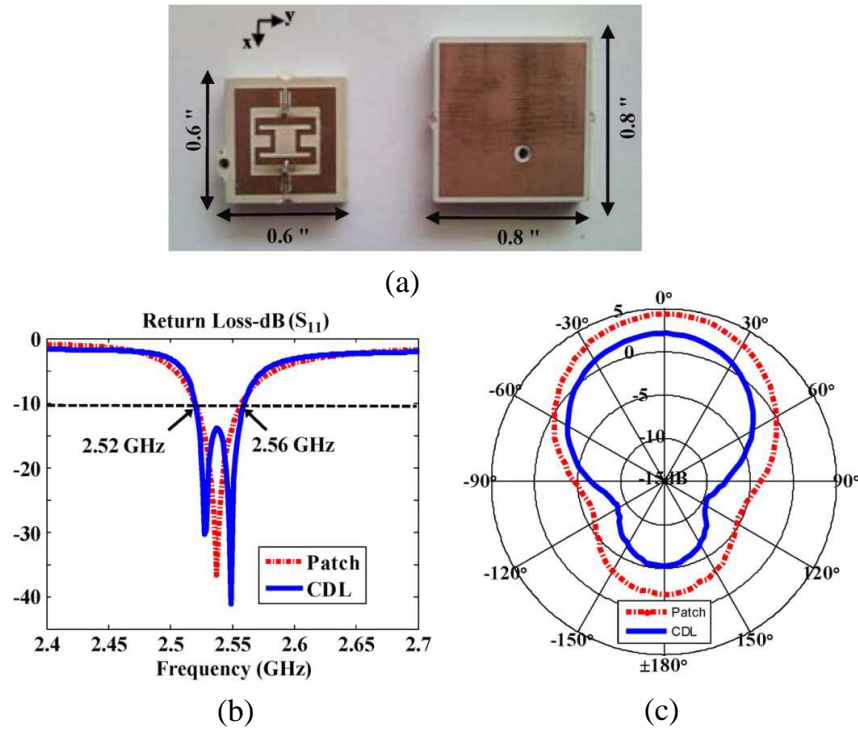 y
x
0.6 "
0.6 "
0.8 "
0.8 "
(a)
Return Loss-dB (S₁₁)
0
-10
-20
-30
-40
2.52 GHz
2.56 GHz
Patch
CDL
2.4
2.5
2.55
2.6
2.65
2.7
Frequency (GHz)
(b)
0°
30°
60°
90°
120°
150°
±180°
-150°
-120°
-90°
-60°
-30°
5
0
-5
-10
-15dB
Patch
CDL
(c)